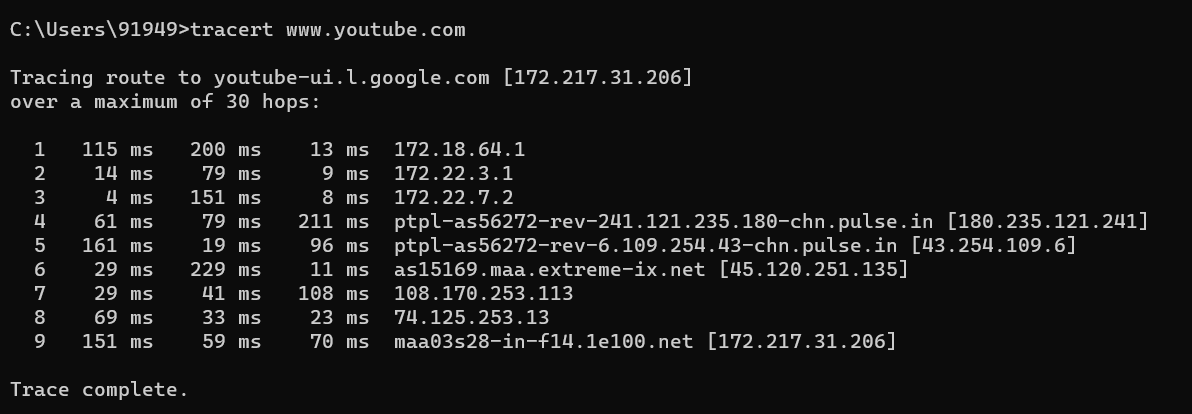 C:\Users\91949>tracert www.youtube.com
Tracing route to youtube-ui.l.google.com [172.217.31.206]
over a maximum of 30 hops:
1 115 ms 200 ms 13 ms 172.18.64.1
2 14 ms 79 ms 9 ms 172.22.3.1
3 4 ms 151 ms 8 ms 172.22.7.2
4 61 ms 79 ms 211 ms ptpl-as56272-rev-241.121.235.180-chn.pulse.in [180.235.121.241]
5 161 ms 19 ms 96 ms ptpl-as56272-rev-6.109.254.43-chn.pulse.in [43.254.109.6]
6 29 ms 229 ms 11 ms as15169.maa.extreme-ix.net [45.120.251.135]
7 29 ms 41 ms 108 ms 108.170.253.113
8 69 ms 33 ms 23 ms 74.125.253.13
9 151 ms 59 ms 70 ms maa03s28-in-f14.1e100.net [172.217.31.206]
Trace complete.